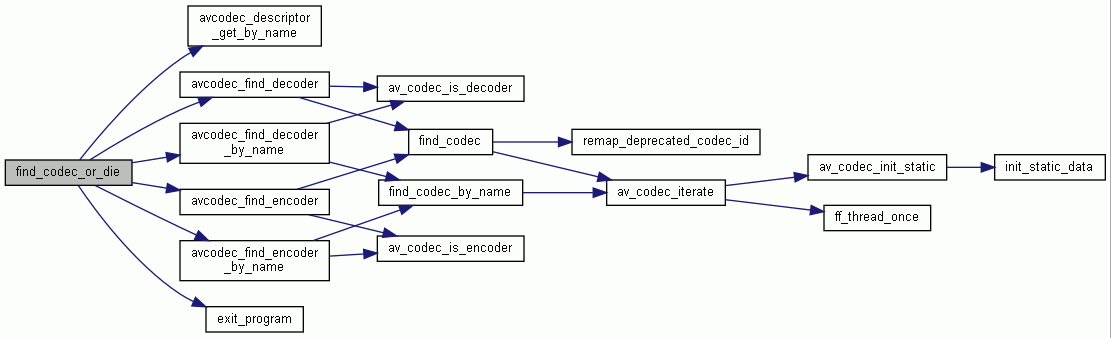 avcodec_descriptor
_get_by_name
avcodec_find_decoder
av_codec_is_decoder
avcodec_find_decoder
_by_name
find_codec
remap_deprecated_codec_id
find_codec_or_die
av_codec_init_static
init_static_data
find_codec_by_name
av_codec_iterate
avcodec_find_encoder
ff_thread_once
avcodec_find_encoder
_by_name
av_codec_is_encoder
exit_program